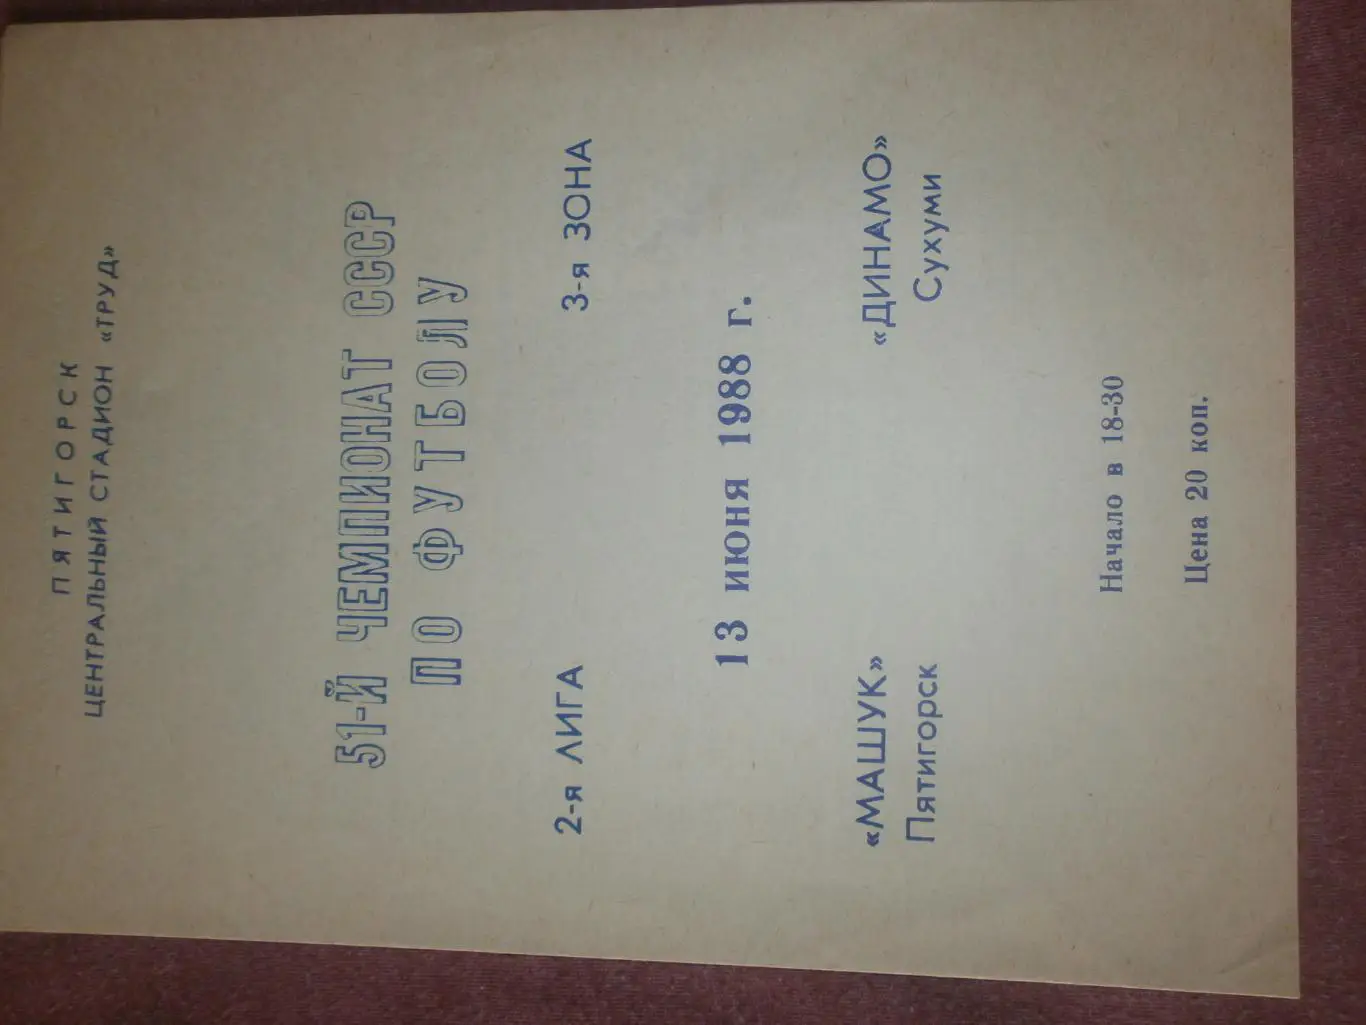 ПЯТИГОРСК
ЦЕНТРАЛЬНЫЙ СТАДИОН «ТРУД»
51-Й ЧЕМПИОНАТ СССР
ПО ФУТБОЛУ
2-я ЛИГА 3-я ЗОНА
13 июня 1988 г.
«МАШУК» «ДИНАМО»
Пятигорск Сухуми
Начало в 18-30
Цена 20 коп.